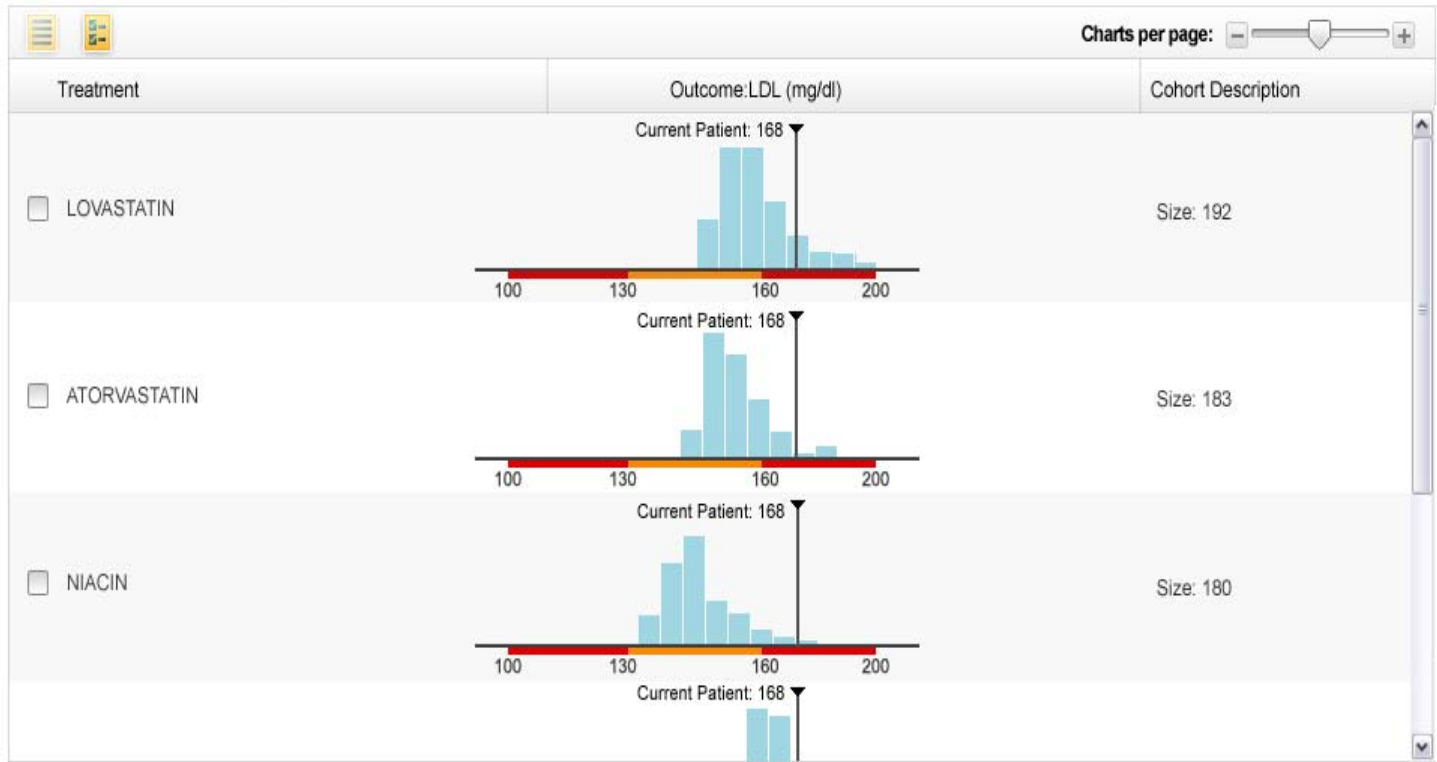 Charts per page:
Treatment Outcome:LDL (mg/dl) Cohort Description
Current Patient: 168
LOVASTATIN Size: 192
100 130 160 200
Current Patient: 168
ATORVASTATIN Size: 183
100 130 160 200
Current Patient: 168
NIACIN Size: 180
100 130 160 200
Current Patient: 168